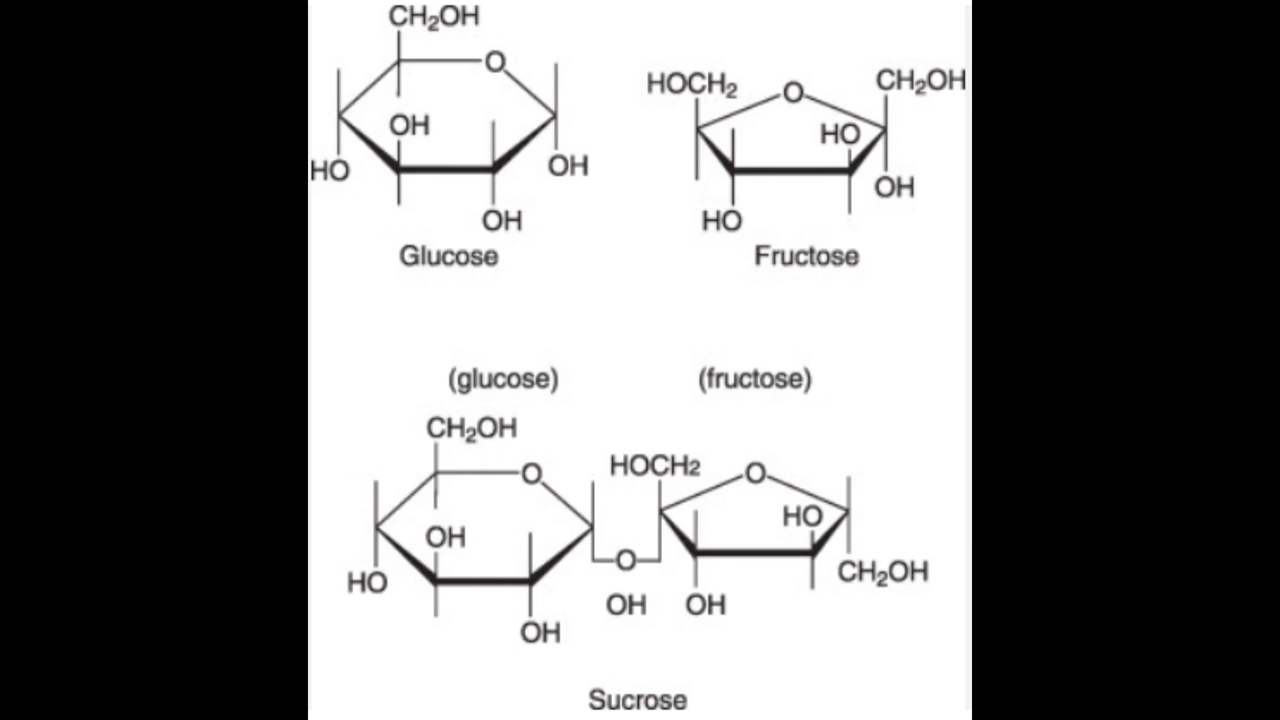 CH₂OH
O
HOCH₂
O
CH₂OH
OH
HO
HO
OH
OH
OH
HO
Glucose
Fructose
(glucose)
(fructose)
CH₂OH
O
HOCH₂
O
OH
HO
HO
O
CH₂OH
OH
OH
OH
Sucrose